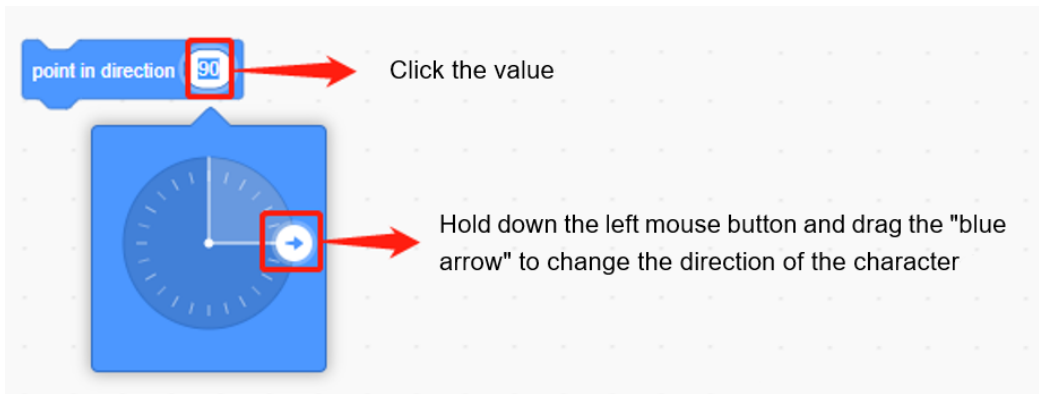 point in direction 90
Click the value
Hold down the left mouse button and drag the "blue
arrow" to change the direction of the character